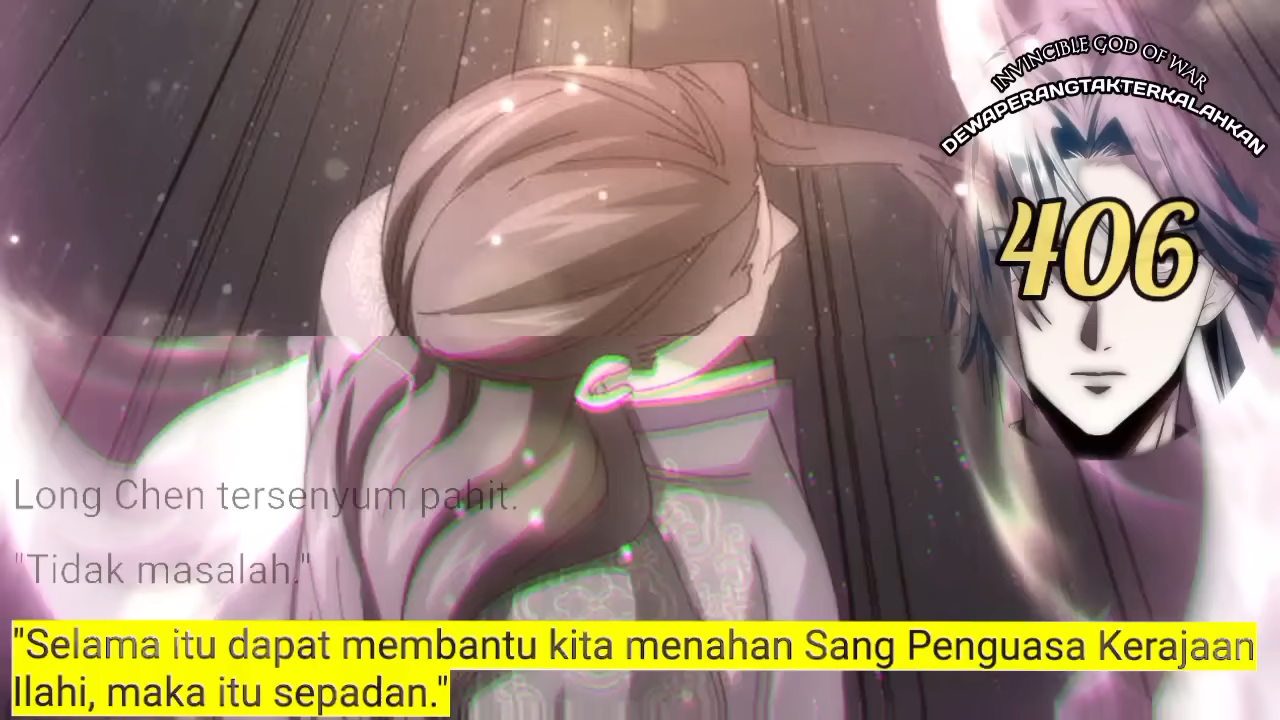 INVINCIBLE GOD OF WAR
DEWAPERANGTAKTERKALAHKAN
406
Long Chen tersenyum pahit.
"Tidak masalah."
"Selama itu dapat membantu kita menahan Sang Penguasa Kerajaan
Ilahi, maka itu sepadan."